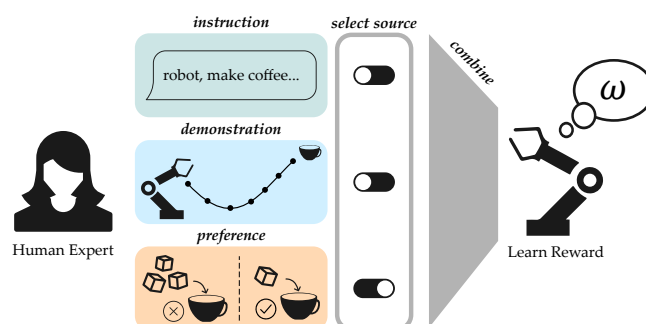 instruction
select source
robot, make coffee...
combine
ω
demonstration
Human Expert
Learn Reward
preference